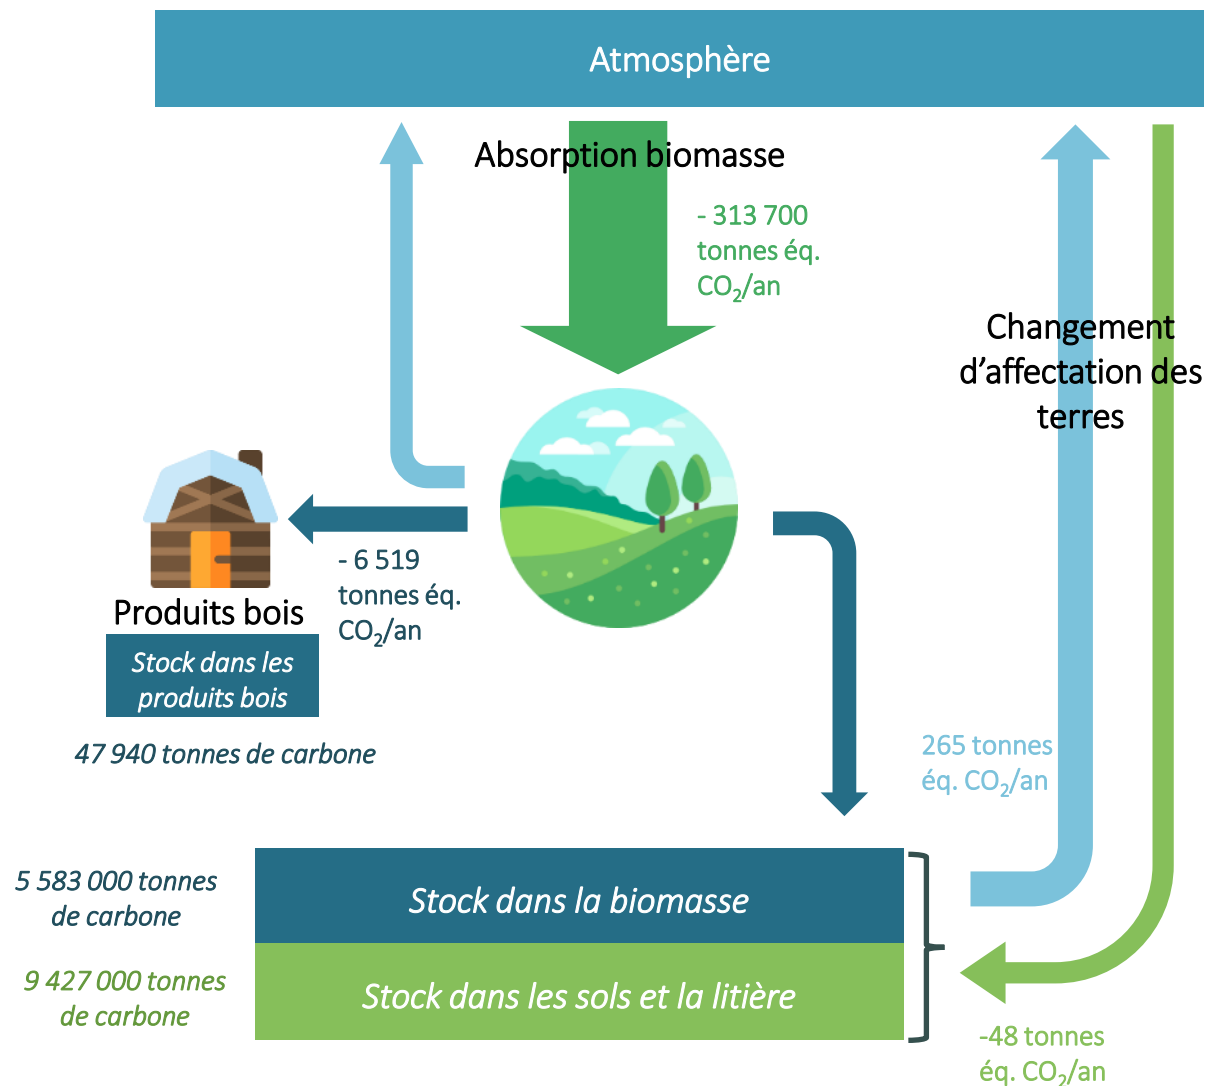 Atmosphère
Absorption biomasse
- 313 700
tonnes éq.
CO₂/an
Changement
d’affectation des
terres
- 6 519
tonnes éq.
CO₂/an
Produits bois
Stock dans les
produits bois
47 940 tonnes de carbone
265 tonnes
éq. CO₂/an
5 583 000 tonnes
de carbone
Stock dans la biomasse
9 427 000 tonnes
de carbone
Stock dans les sols et la litière
-48 tonnes
éq. CO₂/an